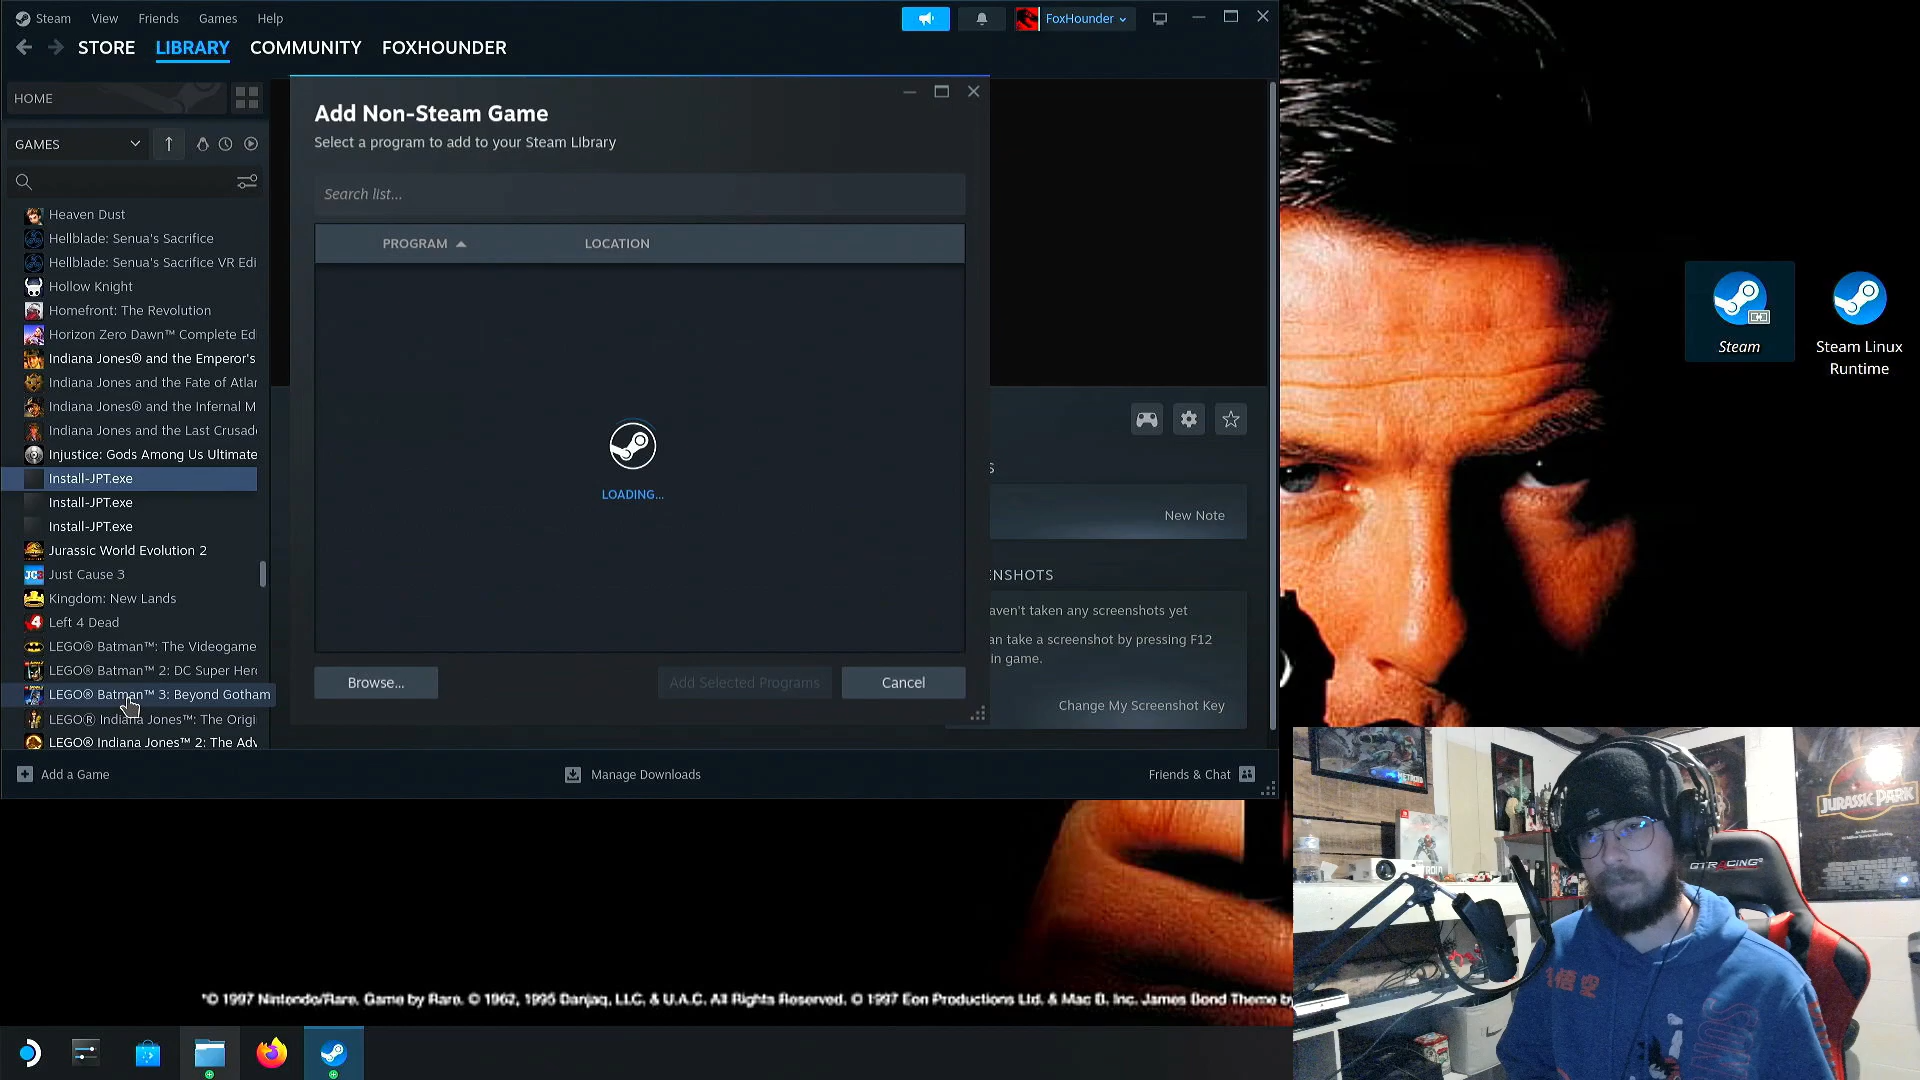 Steam View Friends Games Help
FoxHounder
STORE LIBRARY COMMUNITY FOXHOUNDER
HOME
GAMES
Heaven Dust
Hellblade: Senua's Sacrifice
Hellblade: Senua's Sacrifice VR Edi
Hollow Knight
Homefront: The Revolution
Horizon Zero Dawn™ Complete Edi
Indiana Jones® and the Emperor's
Indiana Jones and the Fate of Atlan
Indiana Jones® and the Infernal M
Indiana Jones and the Last Crusade
Injustice: Gods Among Us Ultimate
Install-JPT.exe
Install-JPT.exe
Install-JPT.exe
Jurassic World Evolution 2
Just Cause 3
Kingdom: New Lands
Left 4 Dead
LEGO® Batman™: The Videogame
LEGO® Batman™ 2: DC Super Hero
LEGO® Batman™ 3: Beyond Gotham
LEGO® Indiana Jones™: The Origi
LEGO® Indiana Jones™ 2: The Adv
Add Non-Steam Game
Select a program to add to your Steam Library
Search list...
PROGRAM LOCATION
LOADING...
Browse... Add Selected Programs Cancel
S
New Note
ENSHOTS
aven't taken any screenshots yet
an take a screenshot by pressing F12
in game.
Change My Screenshot Key
Add a Game
Manage Downloads
Friends & Chat
Steam
Steam Linux
Runtime
*© 1997 Nintendo/Rare. Game by Rare. © 1962, 1995 Danjaq, LLC. & U.A.C. All Rights Reserved. © 1997 Eon Productions Ltd. & Mac B. Inc. James Bond Theme by
METROID
JURASSIC PARK
GTRACING
悟空